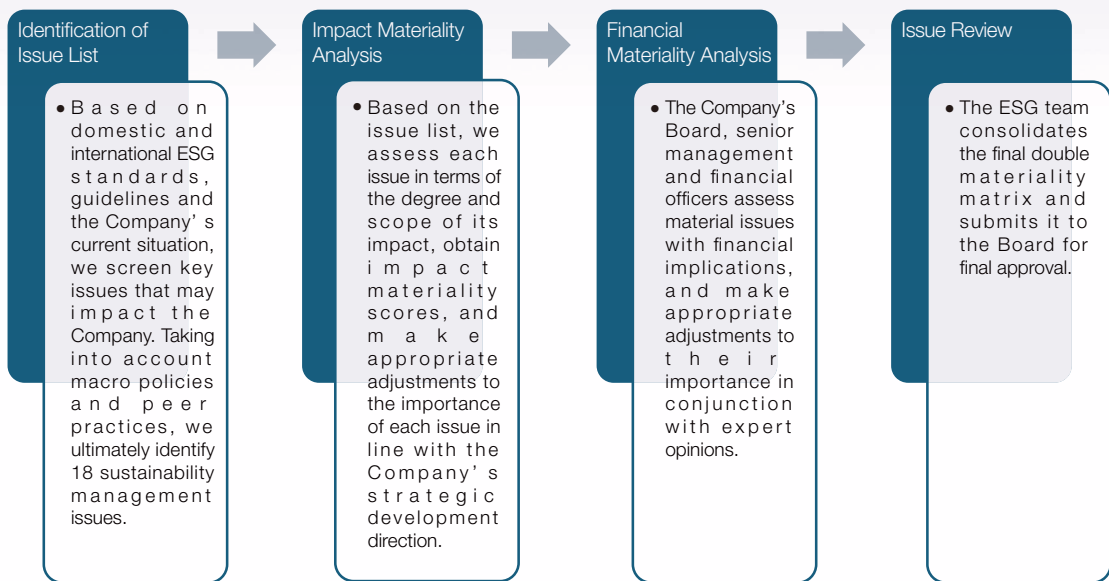 Identification of
Issue List
• Based on
domestic and
international ESG
standards,
guidelines and
the Company’ s
current situation,
we screen key
issues that may
impact the
Company. Taking
into account
macro policies
and peer
practices, we
ultimately identify
18 sustainability
management
issues.
Impact Materiality
Analysis
• Based on the
issue list, we
assess each
issue in terms of
the degree and
scope of its
impact, obtain
impact
materiality
scores, and
make
appropriate
adjustments to
the importance
of each issue in
line with the
Company’ s
strategic
development
direction.
Financial
Materiality Analysis
• The Company’s
Board, senior
management
and financial
officers assess
material issues
with financial
implications,
and make
appropriate
adjustments to
their
importance in
conjunction
with expert
opinions.
Issue Review
• The ESG team
consolidates
the final double
materiality
matrix and
submits it to
the Board for
final approval.